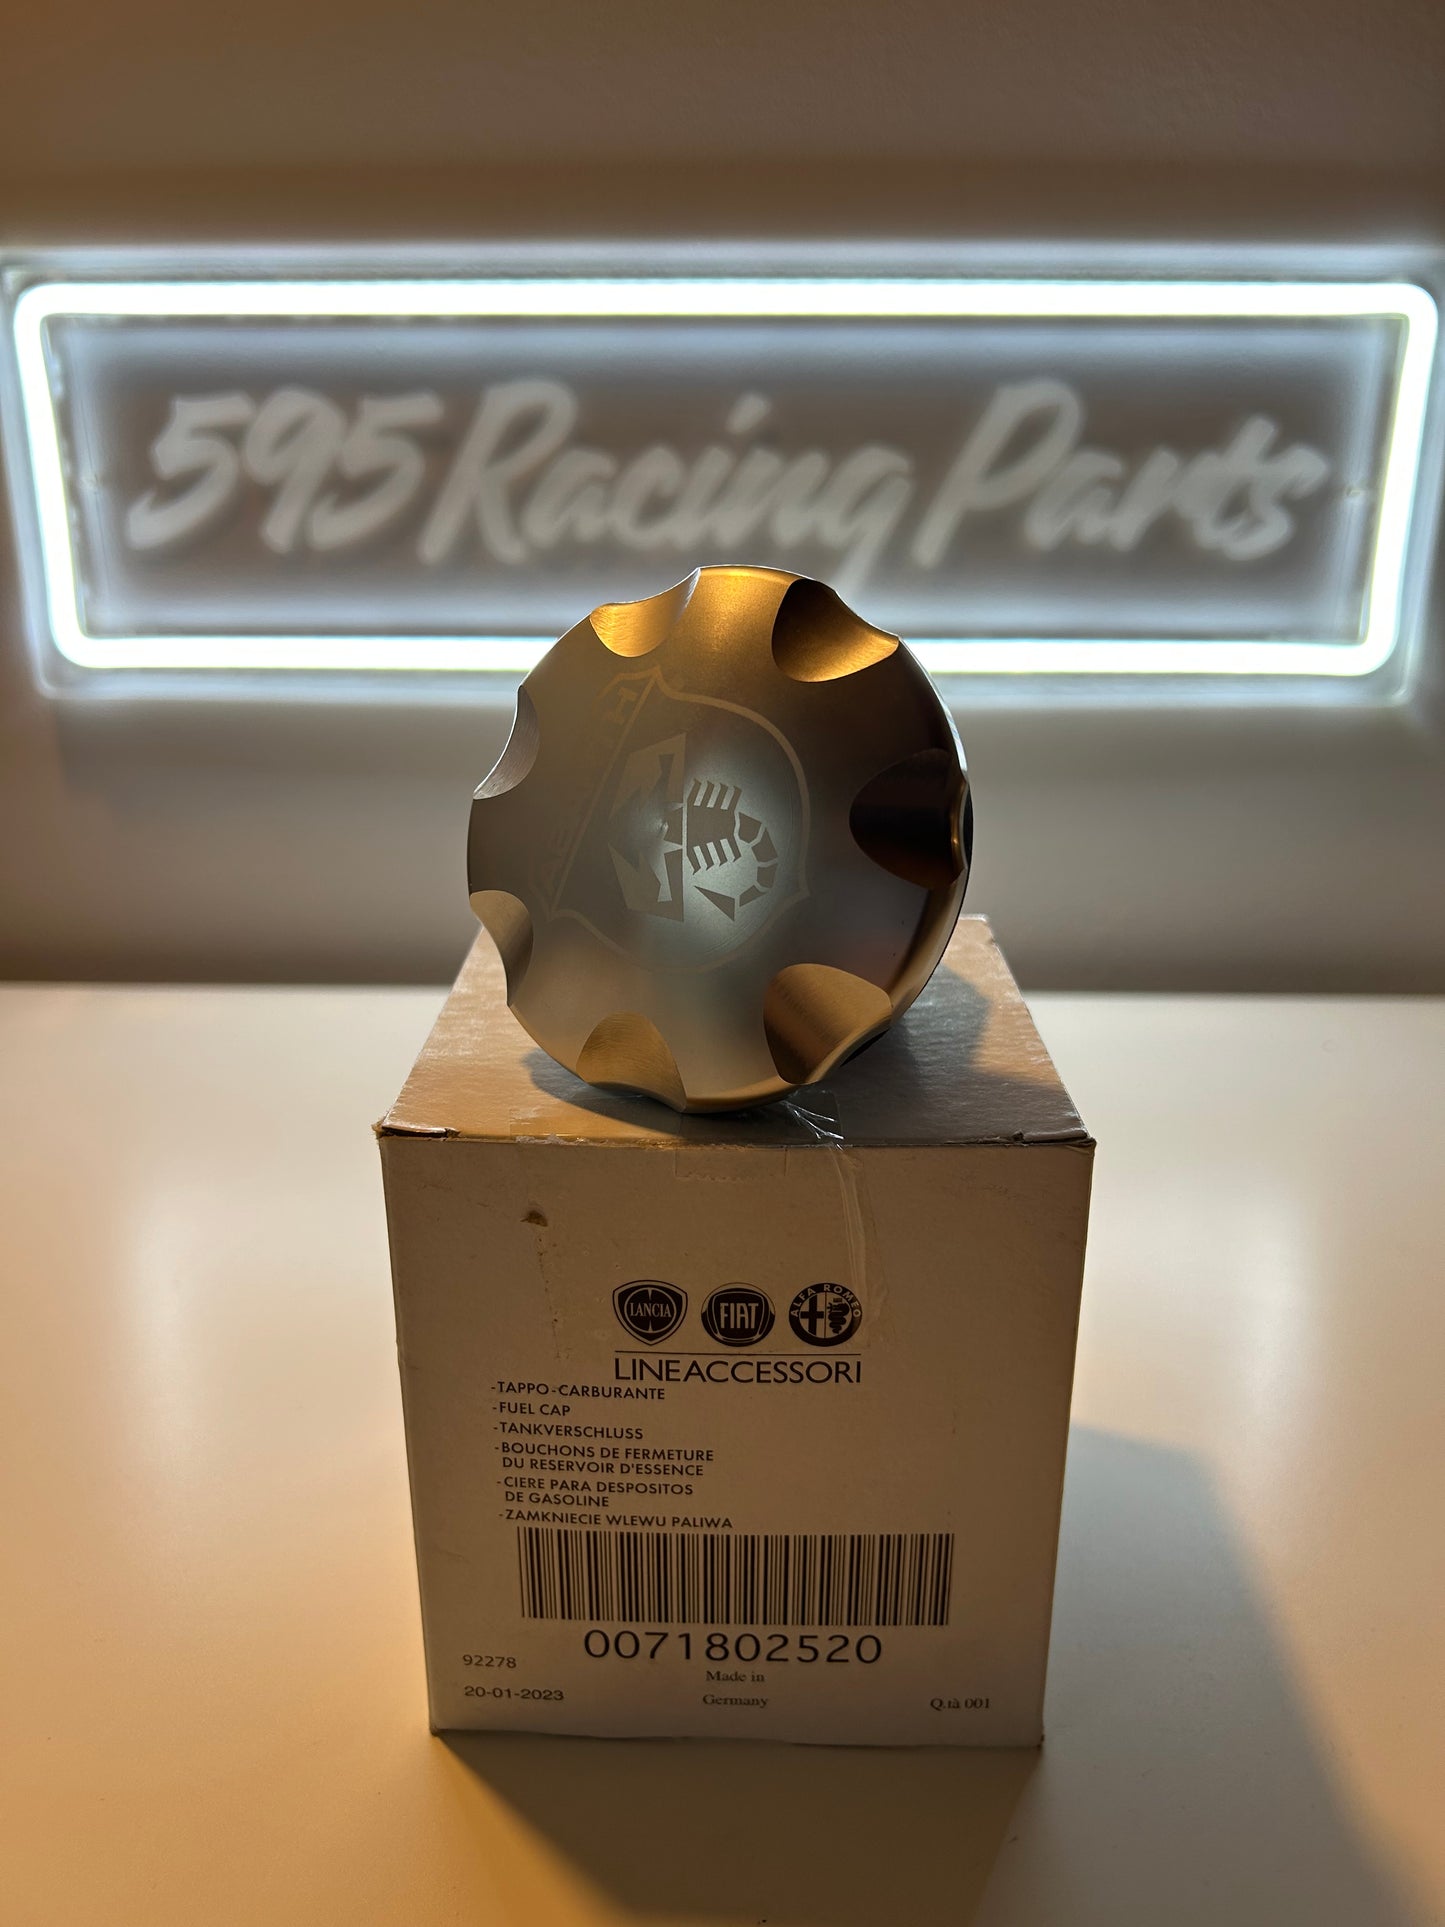 595 Racing Parts
ABARTH
LANCIA
FIAT
ALFA ROMEO
LINEACCESSORI
-TAPPO-CARBURANTE
-FUEL CAP
-TANKVERSCHLUSS
-BOUCHONS DE FERMETURE
DU RESERVOIR D'ESSENCE
-CIERE PARA DESPOSITOS
DE GASOLINE
-ZAMKNIECIE WLEWU PALIWA
0071802520
92278
Made in
20-01-2023
Germany
Q.tà 001